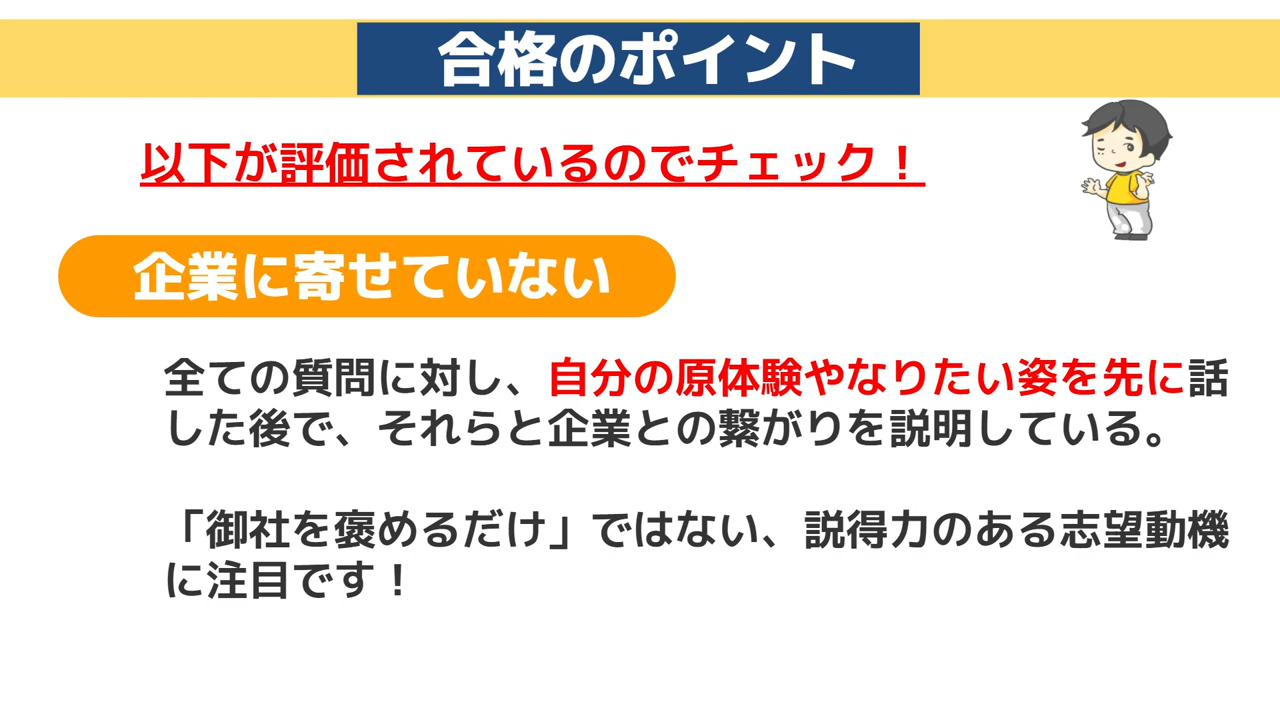 合格のポイント
以下が評価されているのでチェック！
企業に寄せていない
全ての質問に対し、自分の原体験やなりたい姿を先に話
した後で、それらと企業との繋がりを説明している。
「御社を褒めるだけ」ではない、説得力のある志望動機
に注目です！